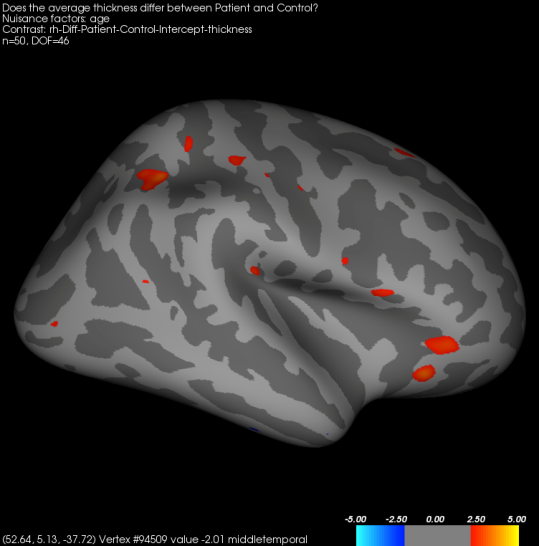 Does the average thickness differ between Patient and Control?
Nuisance factors: age
Contrast: rh-Diff-Patient-Control-Intercept-thickness
n=50, DOF=46
-5.00 -2.50 0.00 2.50 5.00
(52.64, 5.13, -37.72) Vertex #94509 value -2.01 middletemporal